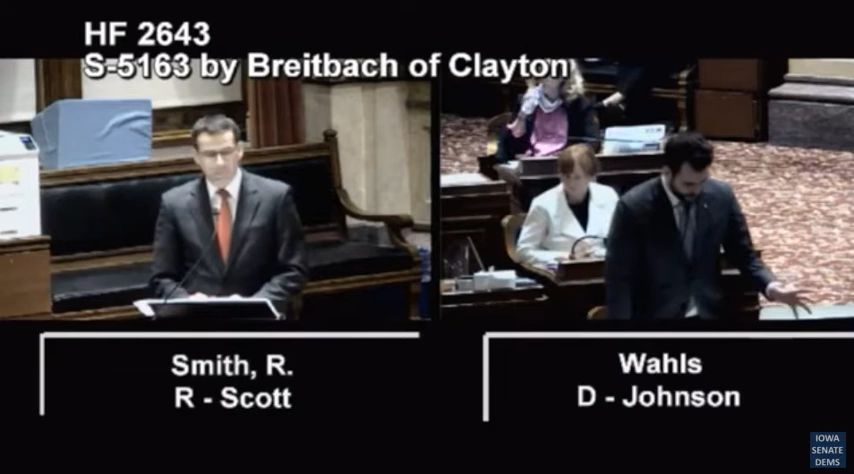 HF 2643
S-5163 by Breitbach of Clayton
Smith, R.
R - Scott
Wahls
D - Johnson
IOWA
SENATE
DEMS